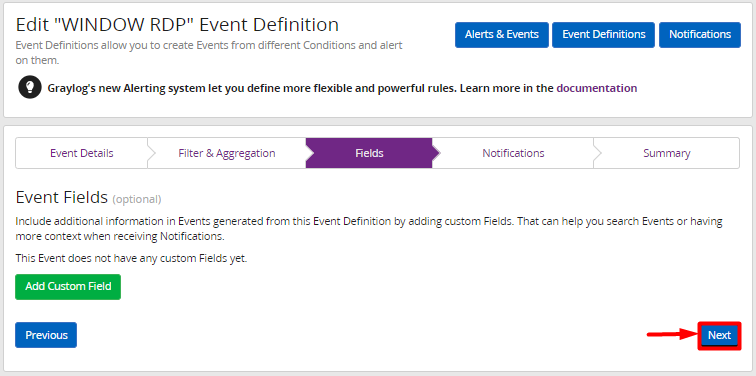 Edit "WINDOW RDP" Event Definition
Event Definitions allow you to create Events from different Conditions and alert
on them.
Alerts & Events
Event Definitions
Notifications
Graylog's new Alerting system let you define more flexible and powerful rules. Learn more in the documentation
Event Details
Filter & Aggregation
Fields
Notifications
Summary
Event Fields (optional)
Include additional information in Events generated from this Event Definition by adding custom Fields. That can help you search Events or having
more context when receiving Notifications.
This Event does not have any custom Fields yet.
Add Custom Field
Previous
Next